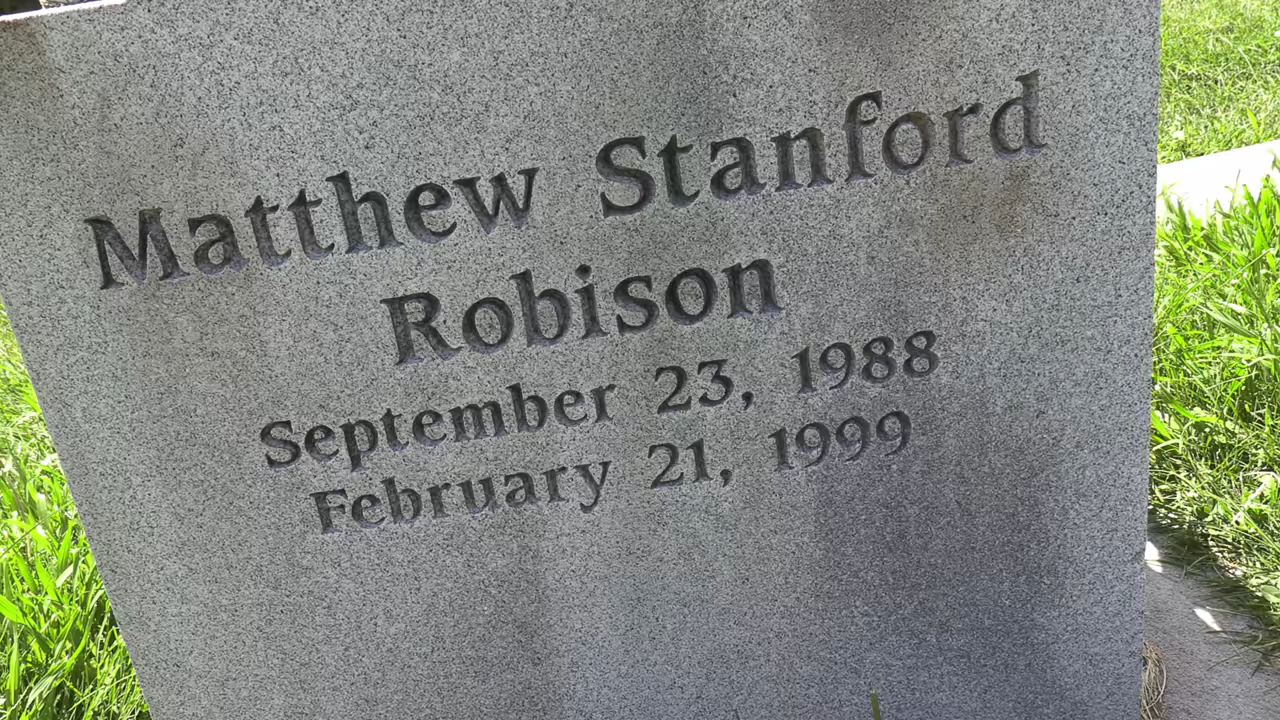 Matthew Stanford
Robison
September 23, 1988
February 21, 1999